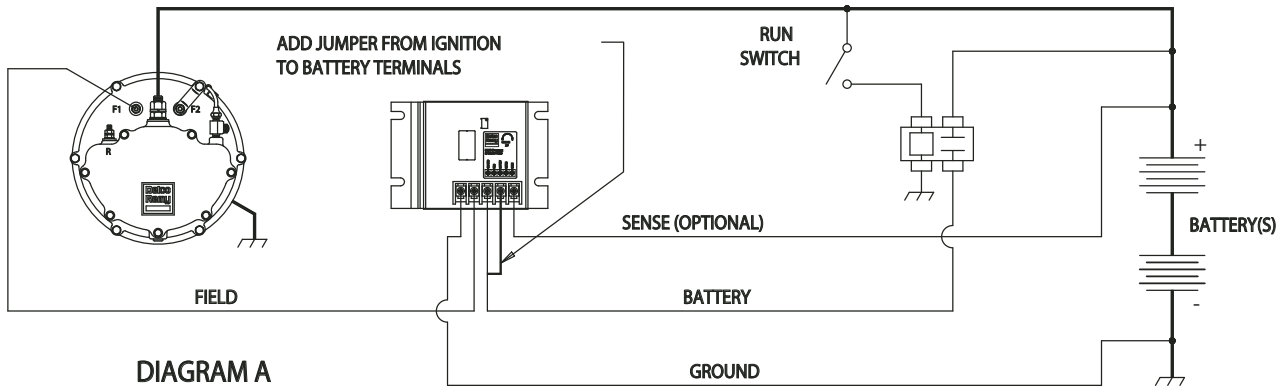 ADD JUMPER FROM IGNITION
TO BATTERY TERMINALS
RUN
SWITCH
F1
F2
R
Delco
Remy
+
SENSE (OPTIONAL)
BATTERY(S)
FIELD
BATTERY
-
DIAGRAM A
GROUND